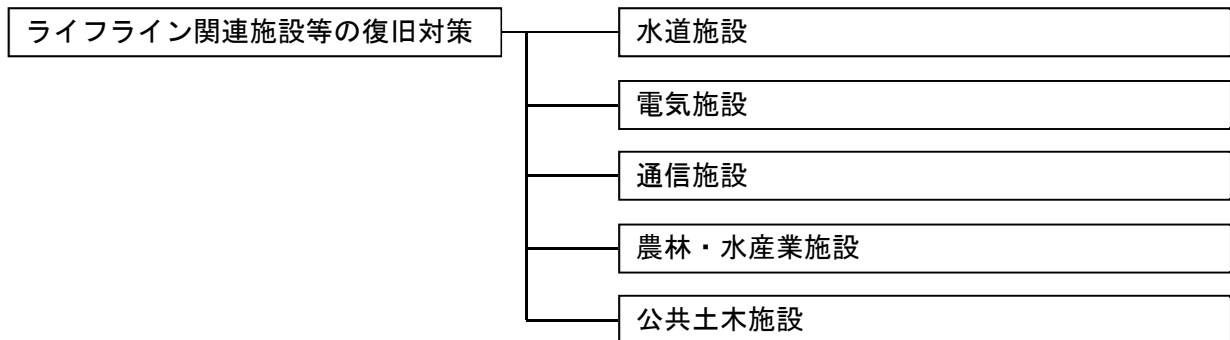 ライフライン関連施設等の復旧対策
水道施設
電気施設
通信施設
農林・水産業施設
公共土木施設